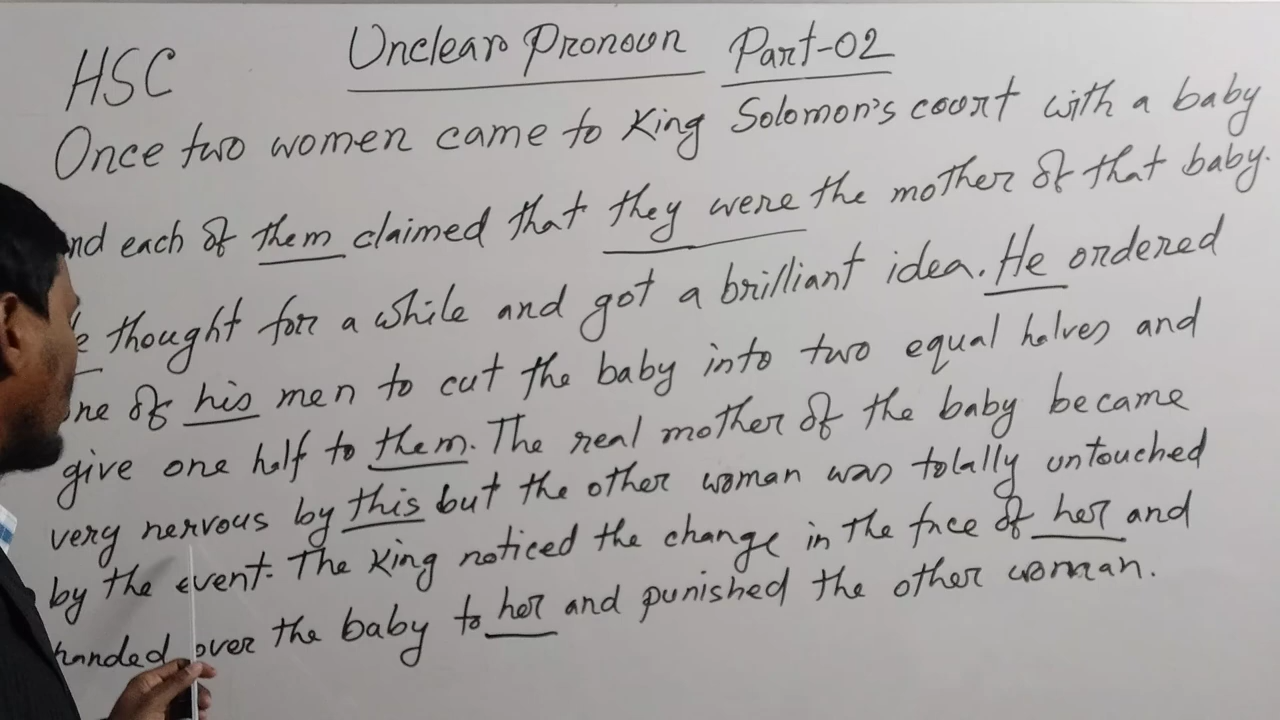 HSC Unclear Pronoun Part-02
Once two women came to King Solomon's court with a baby
nd each of them claimed that they were the mother of that baby.
e thought for a while and got a brilliant idea. He ordered
ne of his men to cut the baby into two equal halves and
give one half to them. The real mother of the baby became
very nervous by this but the other woman was totally untouched
by the event. The King noticed the change in the face of her and
handed over the baby to her and punished the other woman.